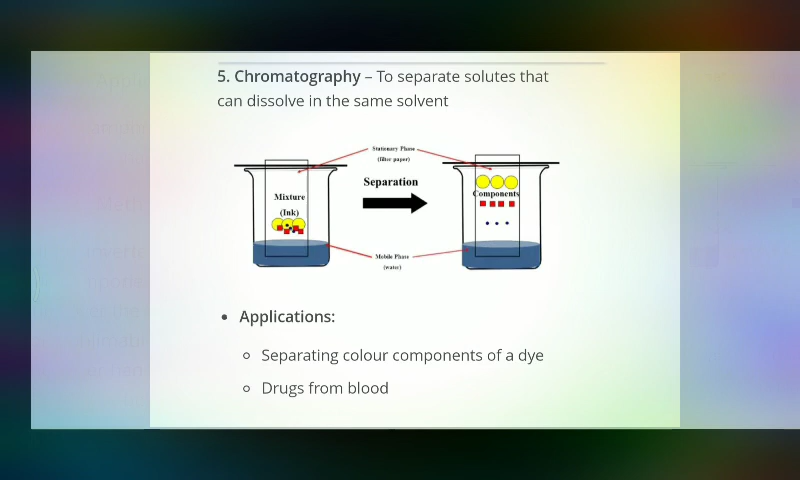 5. Chromatography – To separate solutes that
can dissolve in the same solvent
Stationary Phase
(filter paper)
Separation
Mixture
(Ink)
Components
Mobile Phase
(water)
• Applications:
Separating colour components of a dye
Drugs from blood